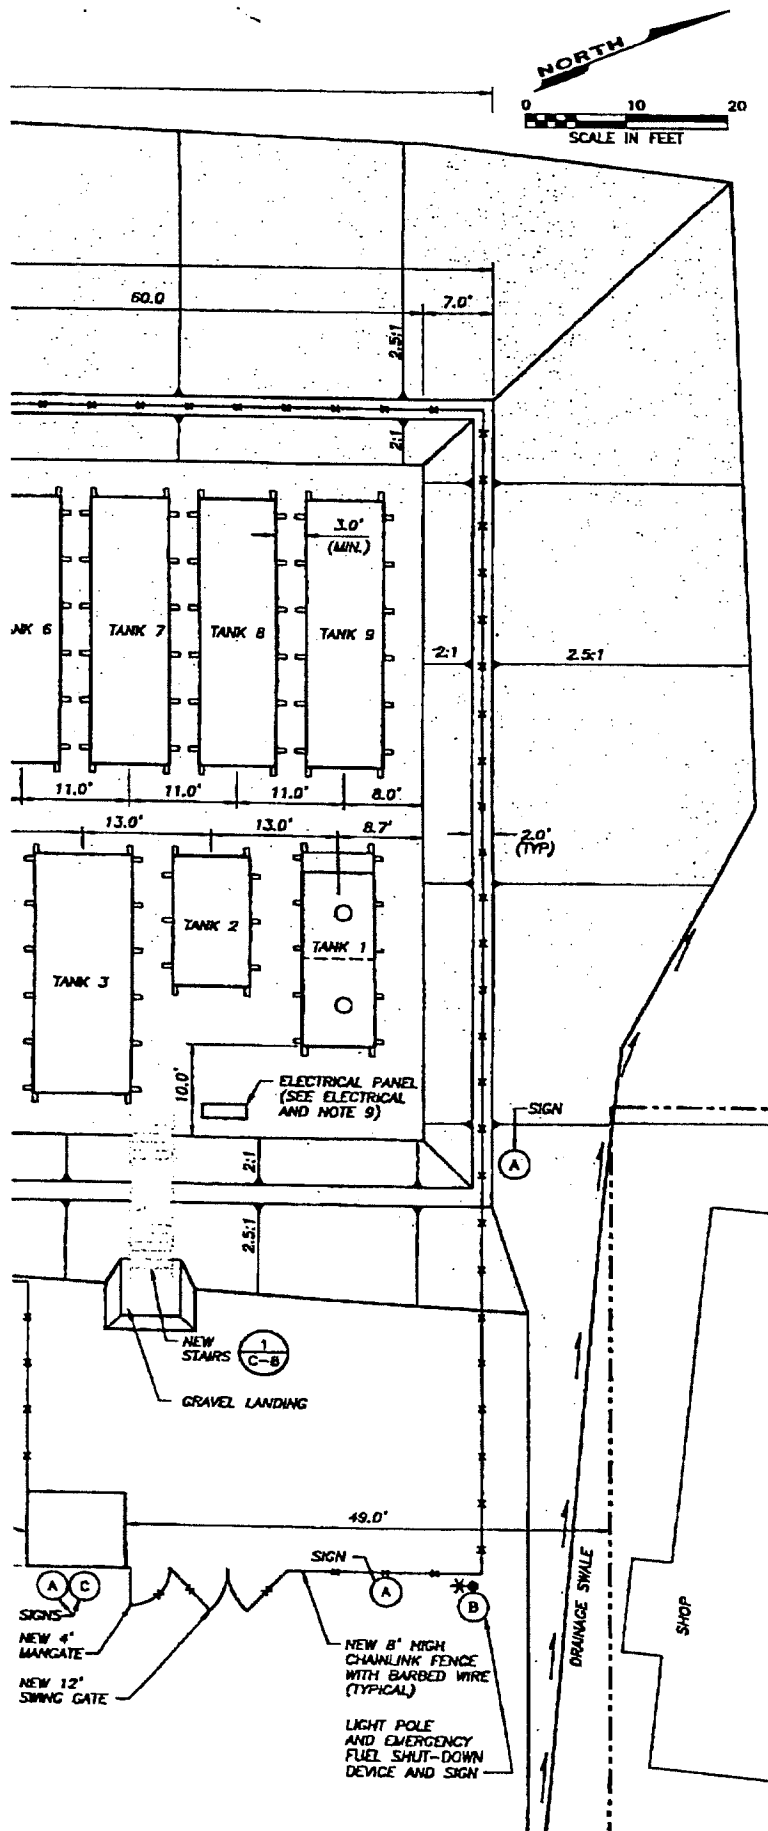 NORTH
0 10 20
SCALE IN FEET
60.0
7.0'
2.5:1
2:1
3.0'
(MIN.)
NK 6
TANK 7
TANK 8
TANK 9
2:1
2.5:1
11.0'
11.0'
11.0'
8.0'
13.0'
13.0'
8.7'
2.0'
(TYP)
TANK 3
TANK 2
TANK 1
10.0'
ELECTRICAL PANEL
(SEE ELECTRICAL
AND NOTE 9)
SIGN
A
2:1
2.5:1
NEW
STAIRS
1
C-8
GRAVEL LANDING
49.0'
SIGN
A
A
C
B
SIGNS
NEW 4'
MANGATE
NEW 12'
SWING GATE
NEW 8' HIGH
CHAINLINK FENCE
WITH BARBED WIRE
(TYPICAL)
LIGHT POLE
AND EMERGENCY
FUEL SHUT-DOWN
DEVICE AND SIGN
DRAINAGE SWALE
SHOP